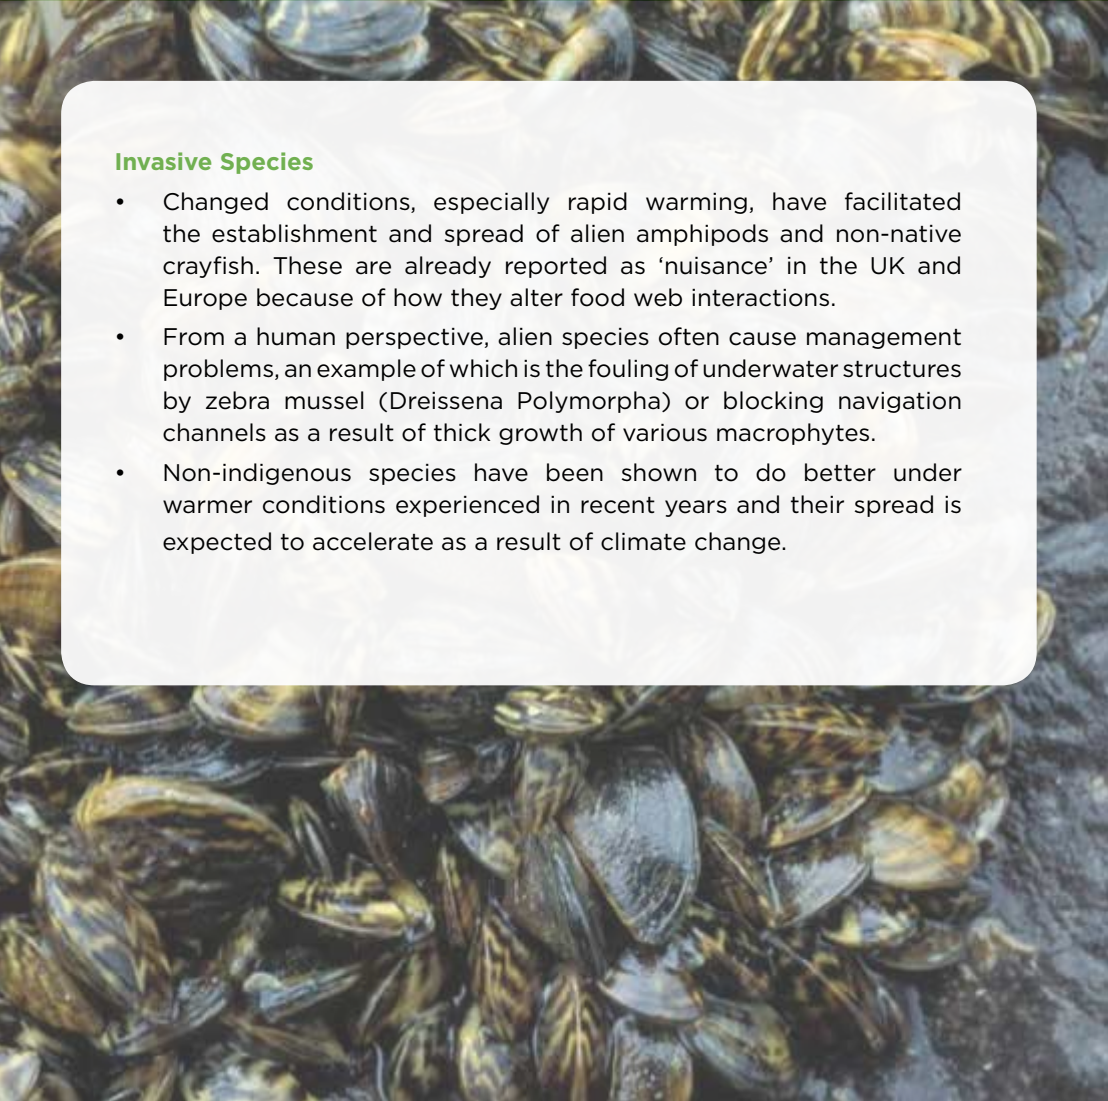 Invasive Species
• Changed conditions, especially rapid warming, have facilitated
the establishment and spread of alien amphipods and non-native
crayfish. These are already reported as ‘nuisance’ in the UK and
Europe because of how they alter food web interactions.
• From a human perspective, alien species often cause management
problems, an example of which is the fouling of underwater structures
by zebra mussel (Dreissena Polymorpha) or blocking navigation
channels as a result of thick growth of various macrophytes.
• Non-indigenous species have been shown to do better under
warmer conditions experienced in recent years and their spread is
expected to accelerate as a result of climate change.